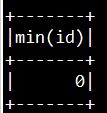 +-------+
|min(id)|
+-------+
|      0|
+-------+